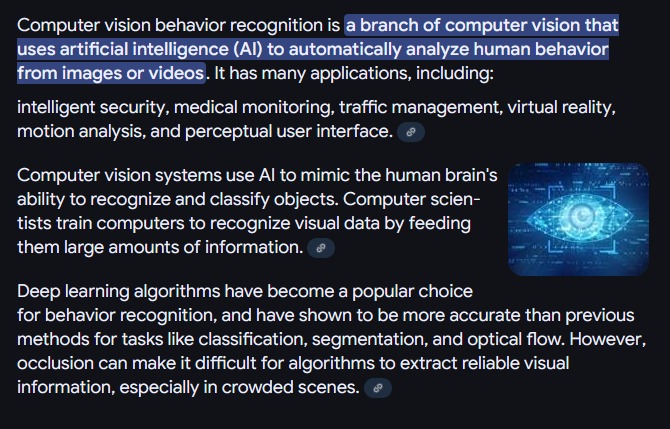 Computer vision behavior recognition is a branch of computer vision that
uses artificial intelligence (AI) to automatically analyze human behavior
from images or videos. It has many applications, including:
intelligent security, medical monitoring, traffic management, virtual reality,
motion analysis, and perceptual user interface.
Computer vision systems use AI to mimic the human brain's
ability to recognize and classify objects. Computer scien-
tists train computers to recognize visual data by feeding
them large amounts of information.
Deep learning algorithms have become a popular choice
for behavior recognition, and have shown to be more accurate than previous
methods for tasks like classification, segmentation, and optical flow. However,
occlusion can make it difficult for algorithms to extract reliable visual
information, especially in crowded scenes.